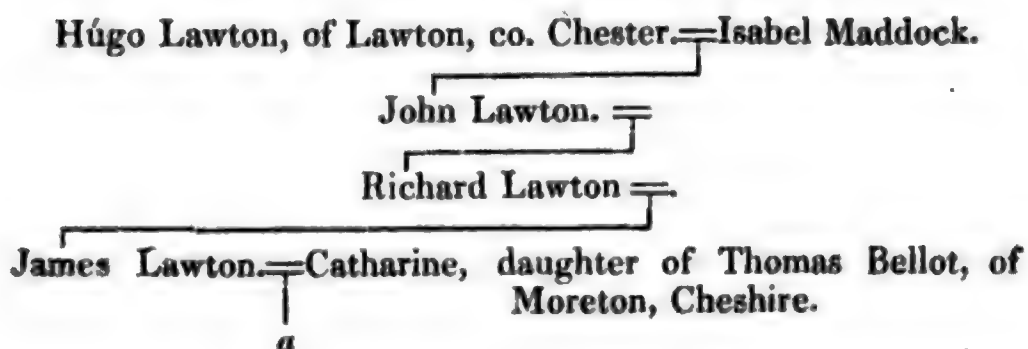 Húgo Lawton, of Lawton, co. Chester.=Isabel Maddock.
John Lawton. =
Richard Lawton =.
James Lawton.=Catharine, daughter of Thomas Bellot, of
Moreton, Cheshire.
a